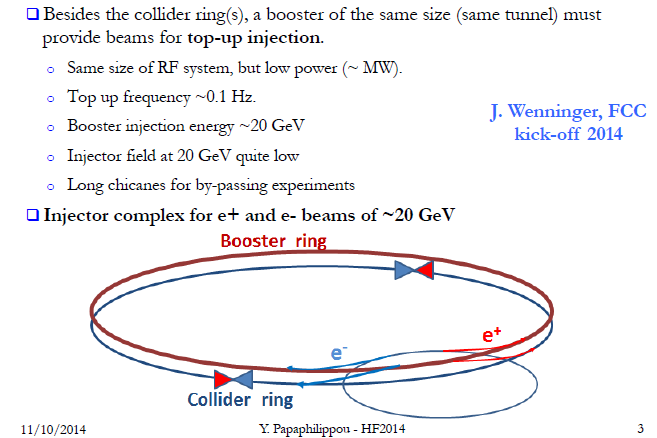 Besides the collider ring(s), a booster of the same size (same tunnel) must
provide beams for top-up injection.
Same size of RF system, but low power (~ MW).
Top up frequency ~0.1 Hz.
Booster injection energy ~20 GeV
Injector field at 20 GeV quite low
Long chicanes for by-passing experiments
J. Wenninger, FCC
kick-off 2014
Injector complex for e+ and e- beams of ~20 GeV
Booster ring
e+
e-
Collider ring
11/10/2014
Y. Papaphilippou - HF2014
3